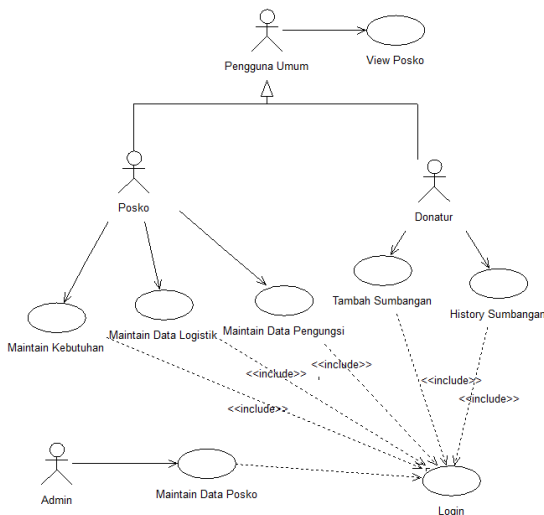 Pengguna Umum
View Posko
Posko
Donatur
Tambah Sumbangan
History Sumbangan
Maintain Kebutuhan
Maintain Data Logistik
Maintain Data Pengungsi
<<include>>
<<include>>
<<include>>
<<include>>
<<include>>
Admin
Maintain Data Posko
Login